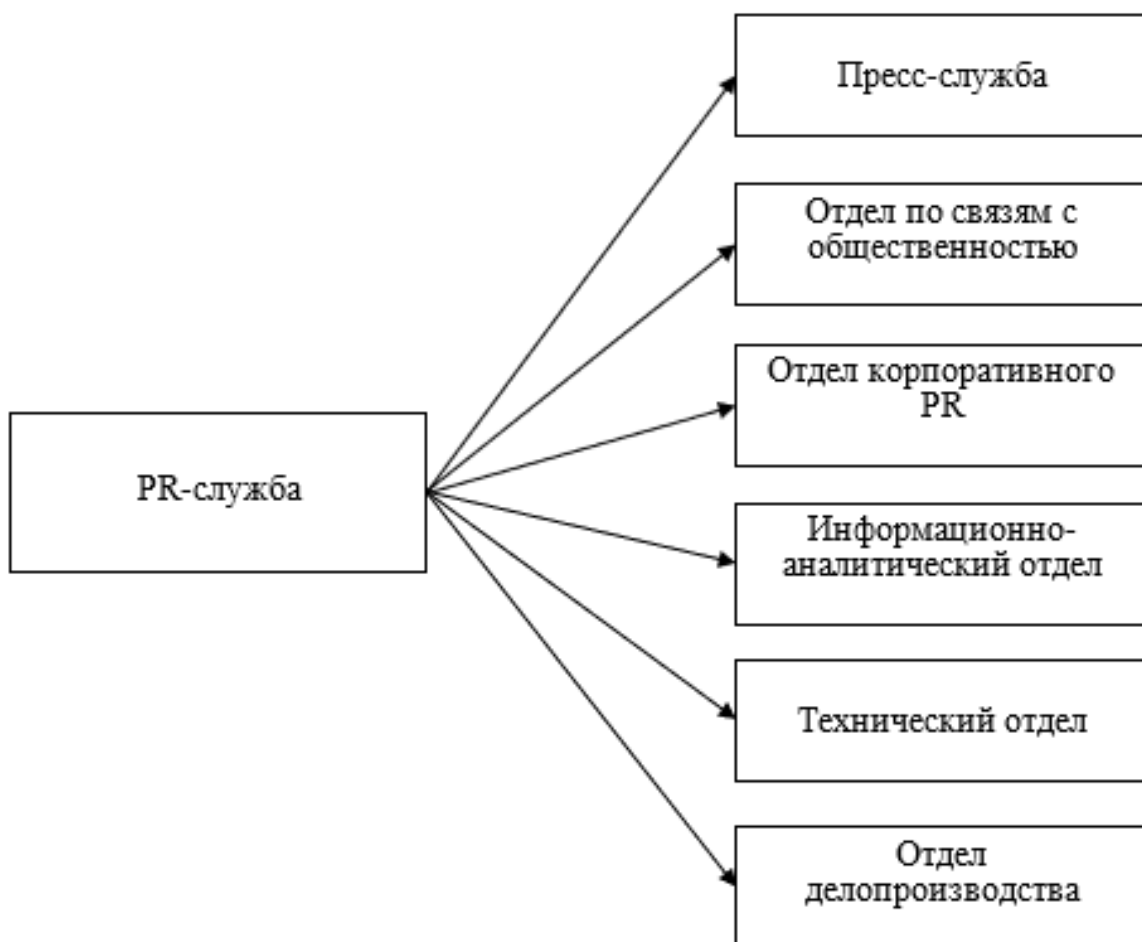 Пресс-служба
Отдел по связям с
общественностью
Отдел корпоративного
PR
PR-служба
Информационно-
аналитический отдел
Технический отдел
Отдел
делопроизводства